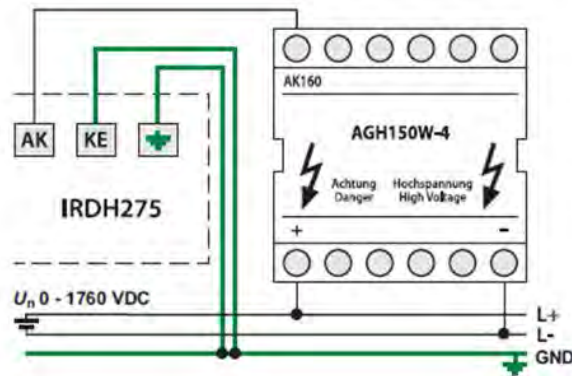 AK160
AGH150W-4
AK KE
Achtung Hochspannung
Danger High Voltage
IRDH275
+ -
Un 0 - 1760 VDC
L+
L-
GND